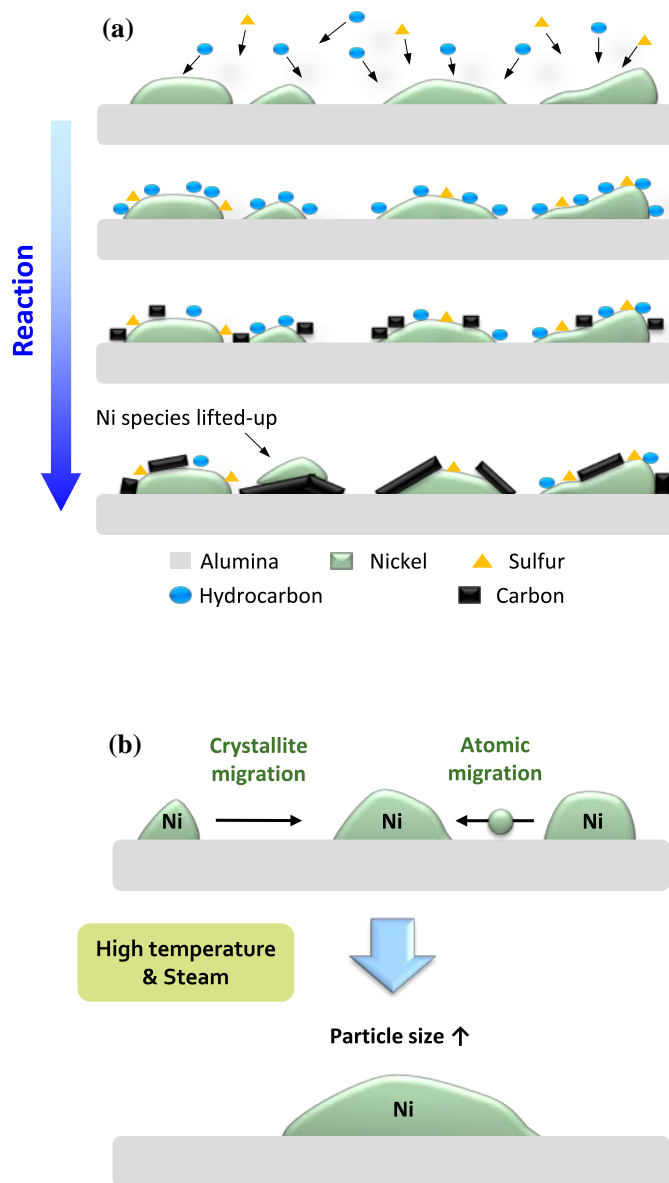 (a)
Reaction
Ni species lifted-up
Alumina
Nickel
Sulfur
Hydrocarbon
Carbon
(b)
Crystallite
migration
Atomic
migration
Ni
Ni
Ni
High temperature
& Steam
Particle size ↑
Ni